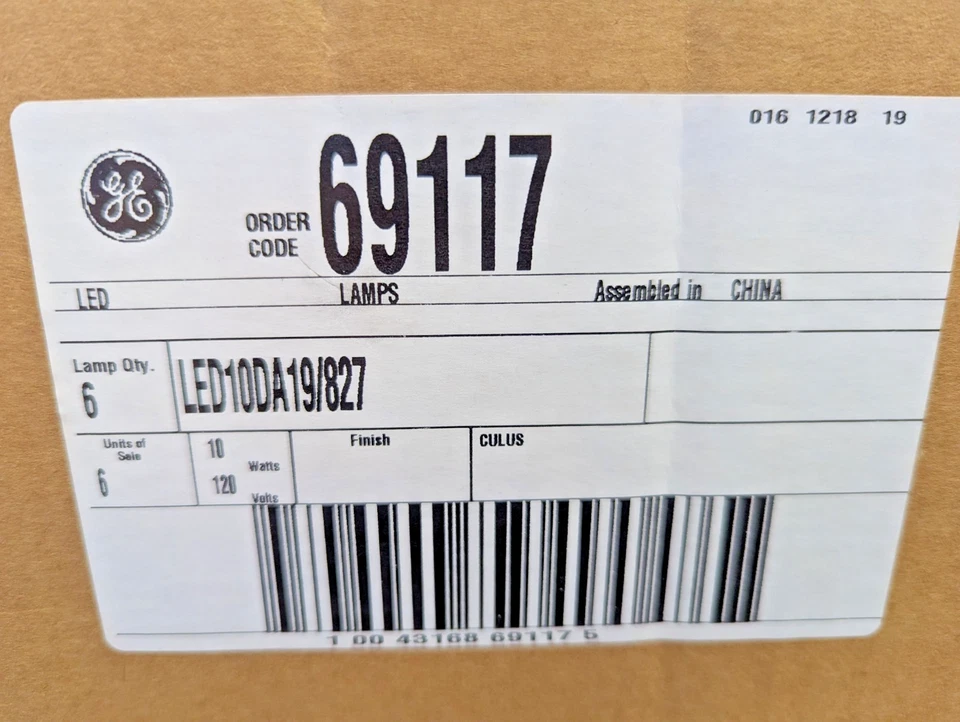 016 1218 19
GE
ORDER CODE 69117
LED LAMPS Assembled in CHINA
Lamp Qty. 6
LED10DA19/827
Units of Sale 6
10 Watts
120 Volts
Finish
CULUS
1 00 43168 69117 5